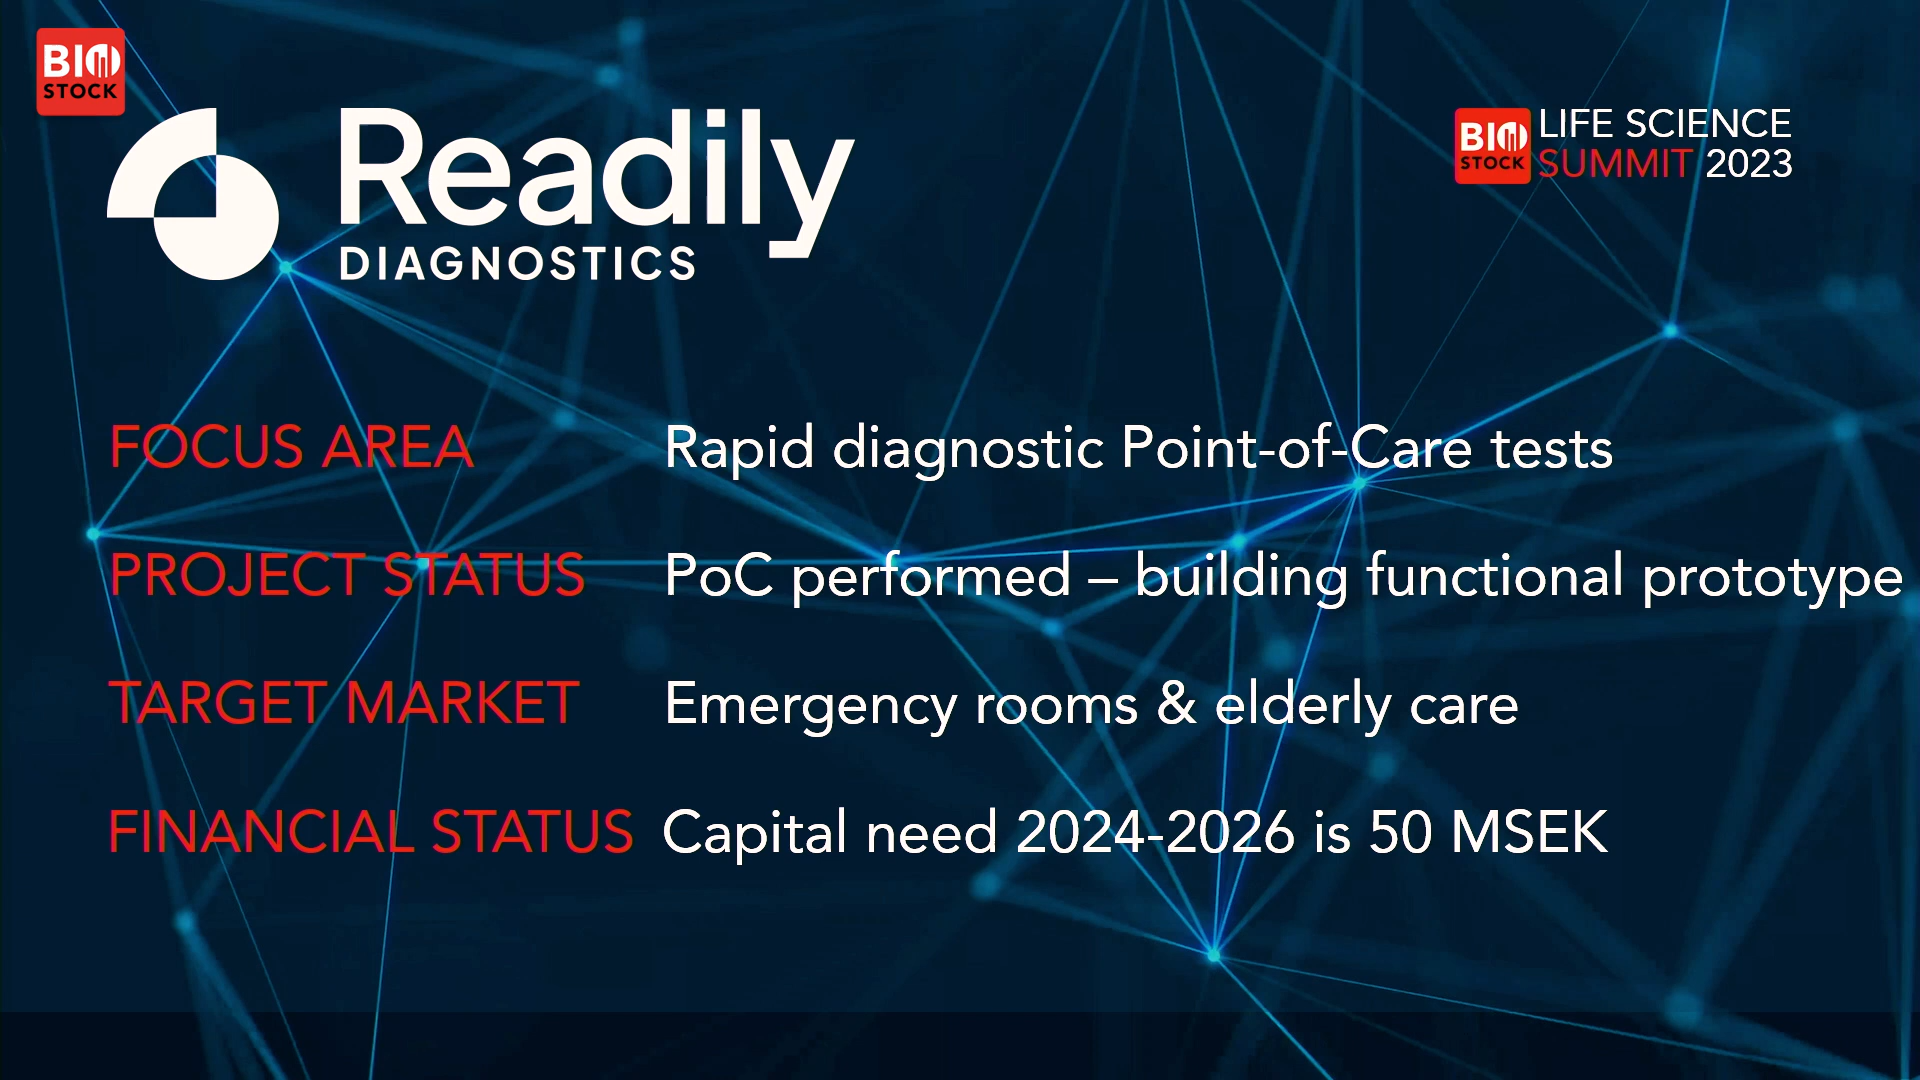 BIO
STOCK
Readily
DIAGNOSTICS
BIO
STOCK
LIFE SCIENCE
SUMMIT 2023
FOCUS AREA Rapid diagnostic Point-of-Care tests
PROJECT STATUS PoC performed – building functional prototype
TARGET MARKET Emergency rooms & elderly care
FINANCIAL STATUS Capital need 2024-2026 is 50 MSEK